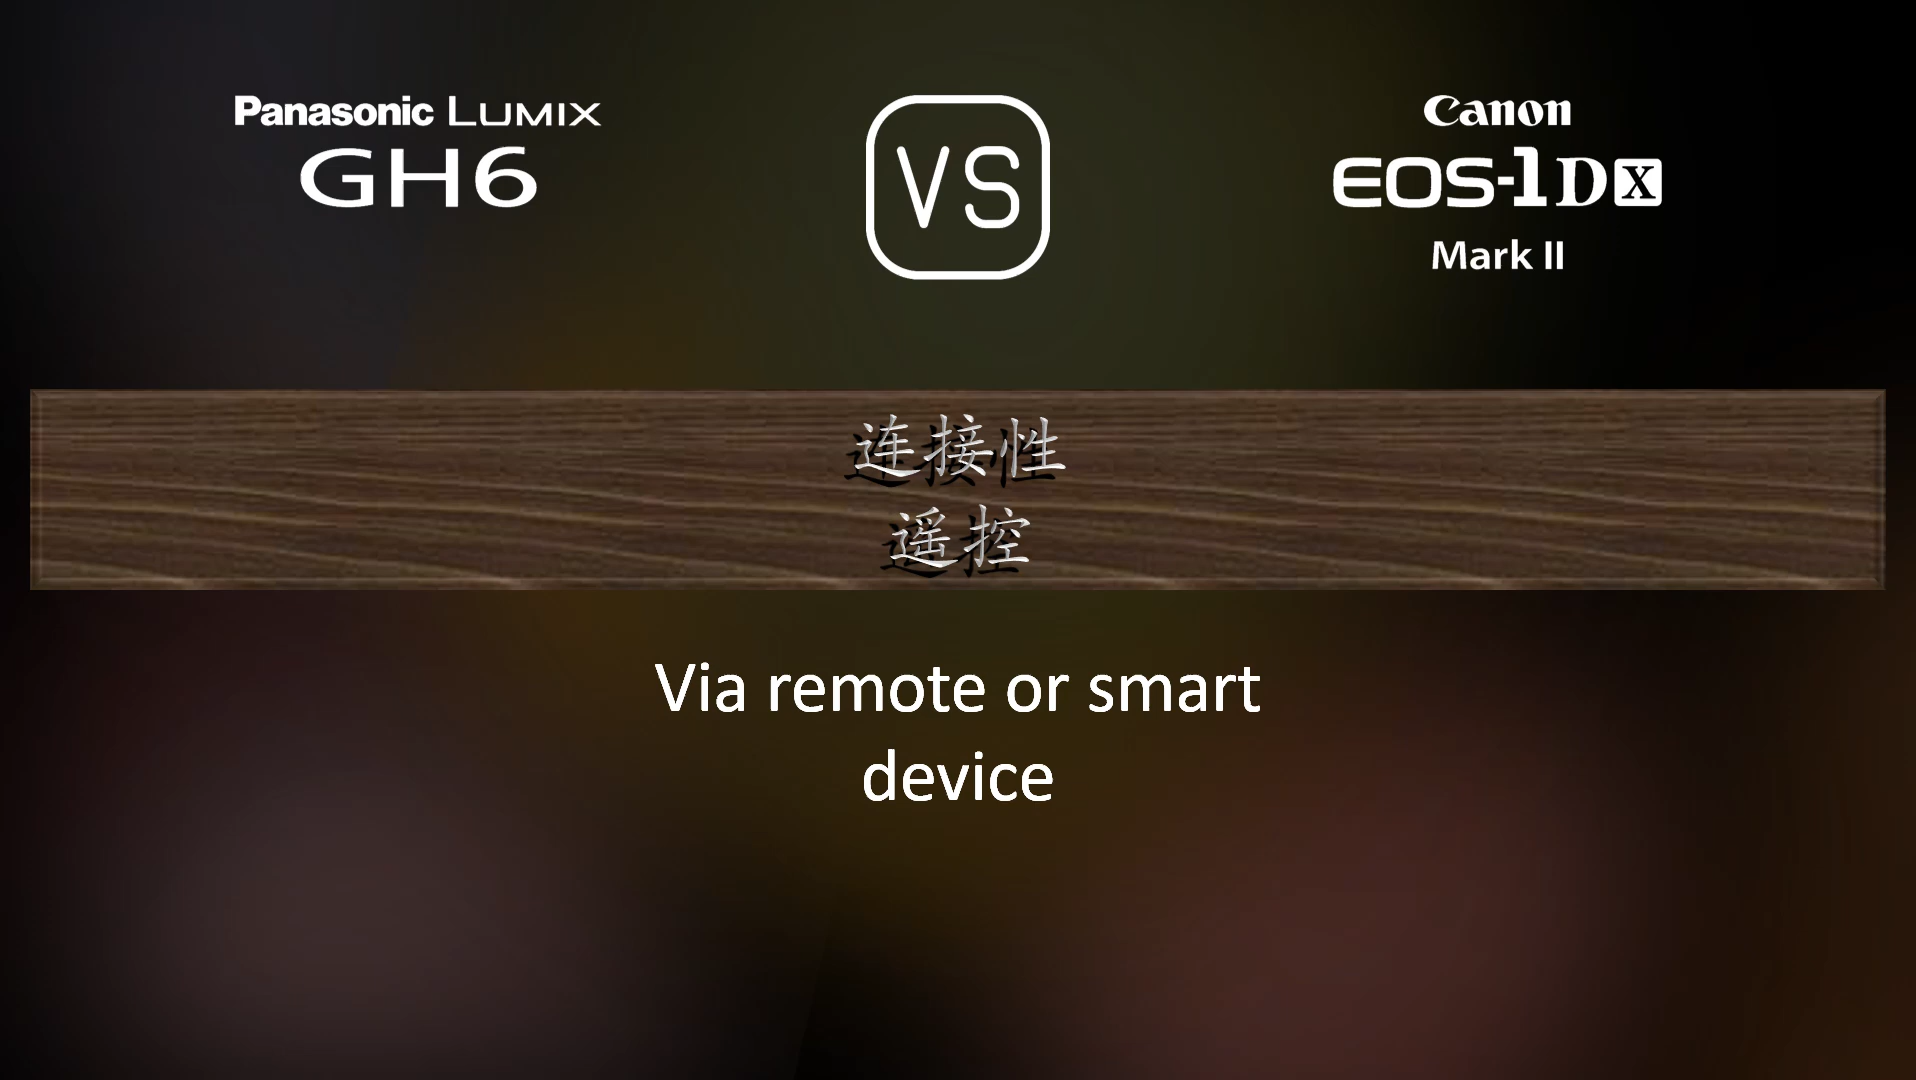 Panasonic LUMIX
GH6
VS
Canon
EOS-1D X
Mark II
连接性
遥控
Via remote or smart
device